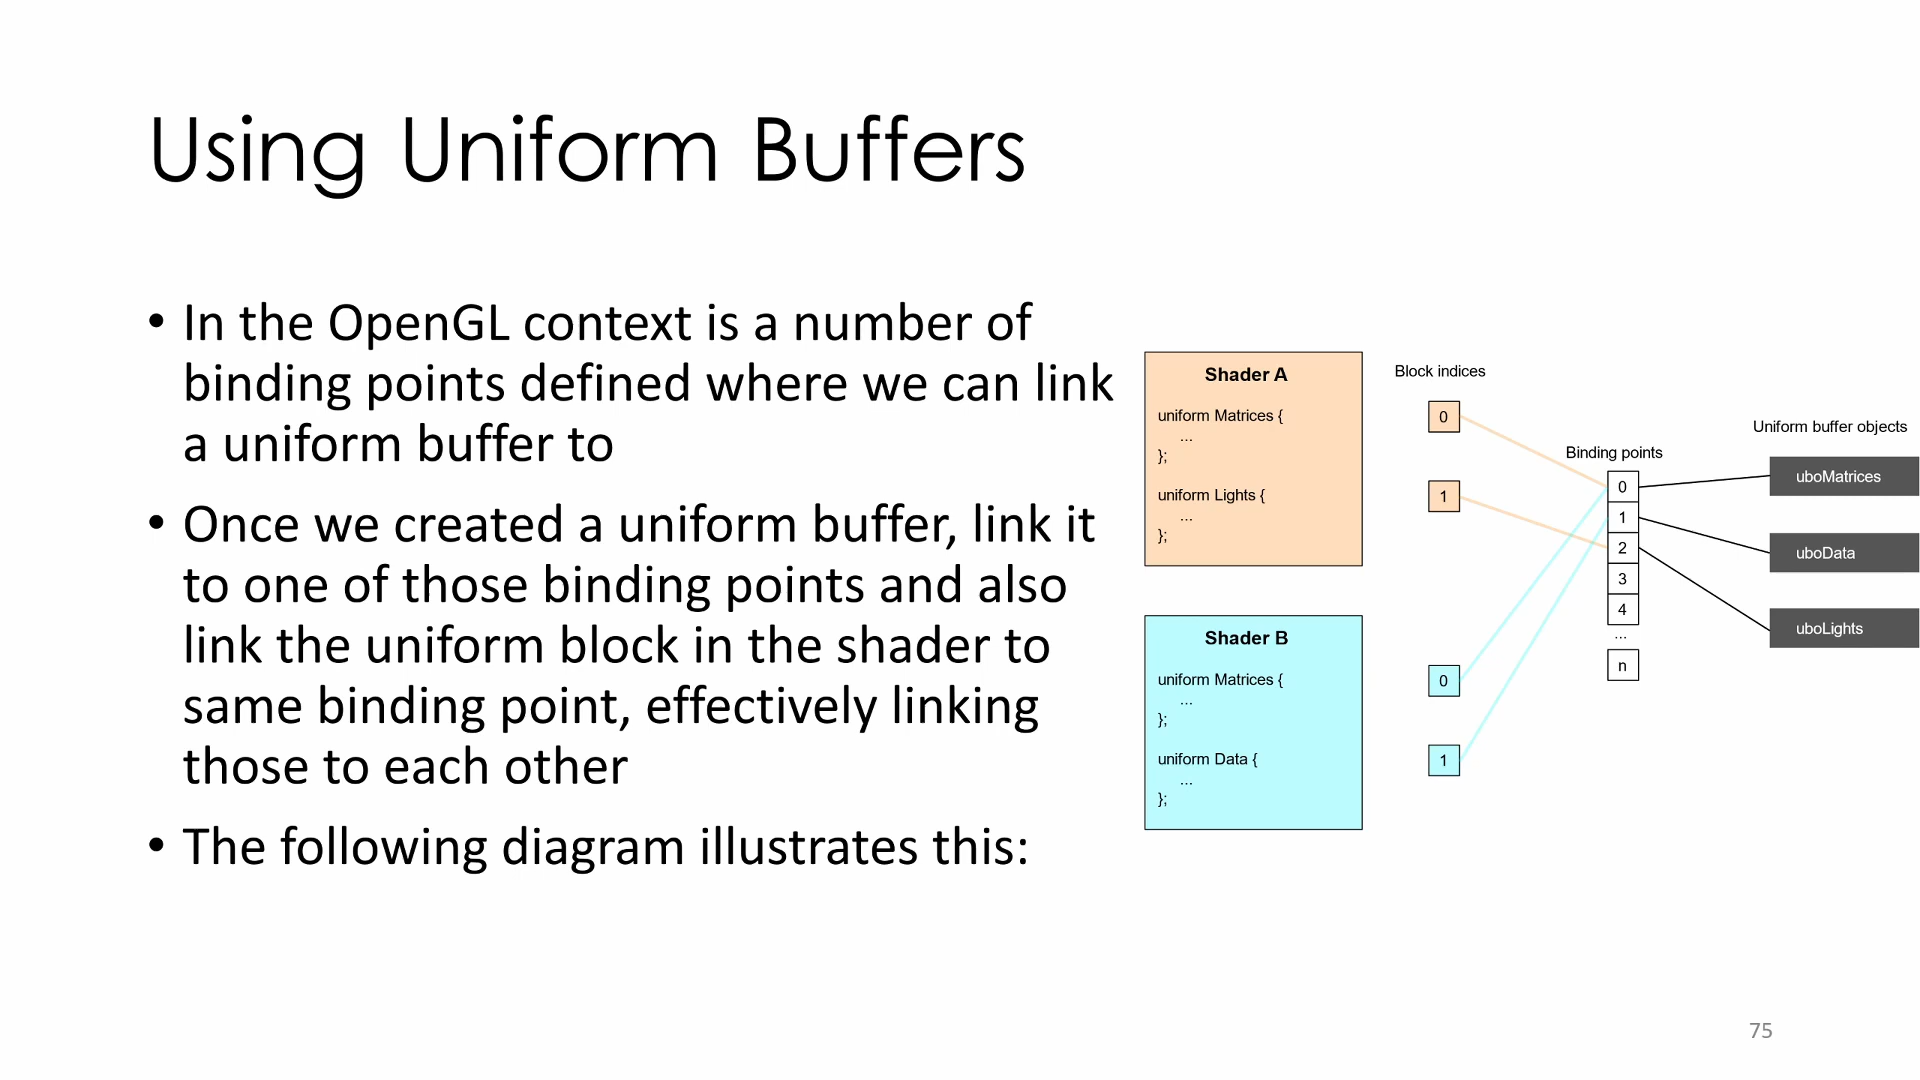 Using Uniform Buffers
• In the OpenGL context is a number of
binding points defined where we can link
a uniform buffer to
• Once we created a uniform buffer, link it
to one of those binding points and also
link the uniform block in the shader to
same binding point, effectively linking
those to each other
• The following diagram illustrates this:
Shader A
uniform Matrices {
...
};
uniform Lights {
...
};
Shader B
uniform Matrices {
...
};
uniform Data {
...
};
Block indices
0
1
0
1
Binding points
0
1
2
3
4
...
n
Uniform buffer objects
uboMatrices
uboData
uboLights
75